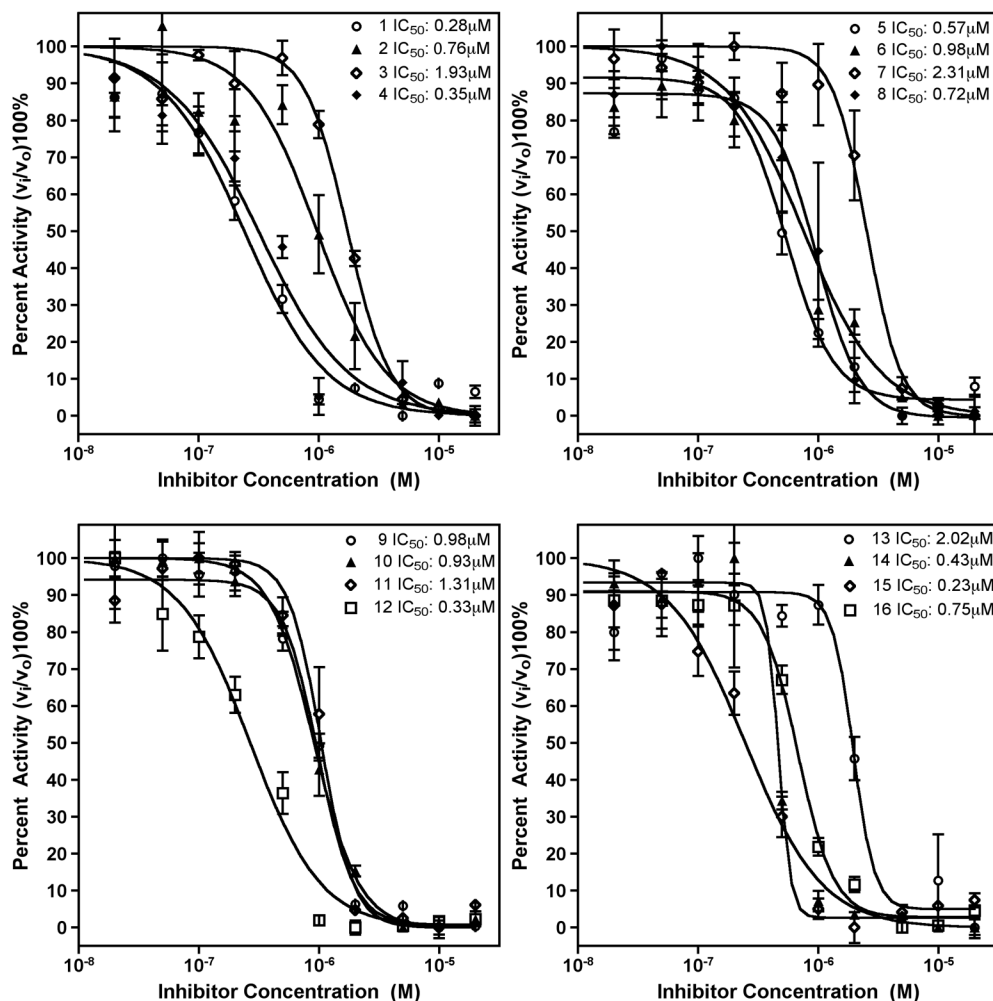 1 IC50: 0.28μM
2 IC50: 0.76μM
3 IC50: 1.93μM
4 IC50: 0.35μM
Percent Activity (vi/vo)100%
100
90
80
70
60
50
40
30
20
10
0
10-8
10-7
10-6
10-5
Inhibitor Concentration (M)
5 IC50: 0.57μM
6 IC50: 0.98μM
7 IC50: 2.31μM
8 IC50: 0.72μM
Percent Activity (vi/vo)100%
100
90
80
70
60
50
40
30
20
10
0
10-8
10-7
10-6
10-5
Inhibitor Concentration (M)
9 IC50: 0.98μM
10 IC50: 0.93μM
11 IC50: 1.31μM
12 IC50: 0.33μM
Percent Activity (vi/vo)100%
100
90
80
70
60
50
40
30
20
10
0
10-8
10-7
10-6
10-5
Inhibitor Concentration (M)
13 IC50: 2.02μM
14 IC50: 0.43μM
15 IC50: 0.23μM
16 IC50: 0.75μM
Percent Activity (vi/vo)100%
100
90
80
70
60
50
40
30
20
10
0
10-8
10-7
10-6
10-5
Inhibitor Concentration (M)